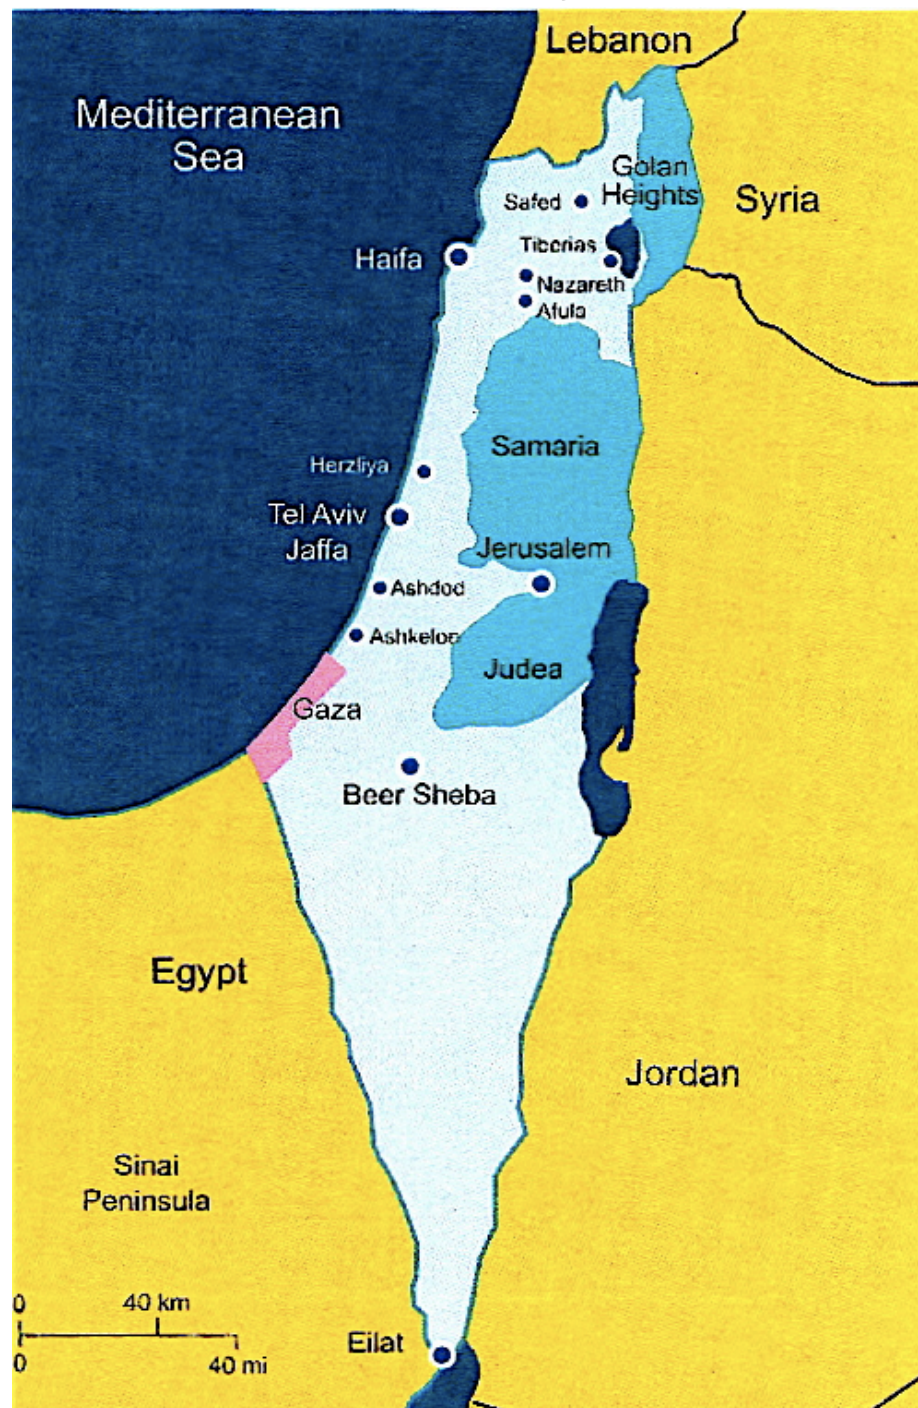 Lebanon
Mediterranean
Sea
Golan
Heights
Safed
Syria
Tiberias
Haifa
Nazareth
Afula
Samaria
Herzliya
Tel Aviv
Jaffa
Jerusalem
Ashdod
Ashkelon
Judea
Gaza
Beer Sheba
Egypt
Jordan
Sinai
Peninsula
0 40 km
0 40 mi
Eilat